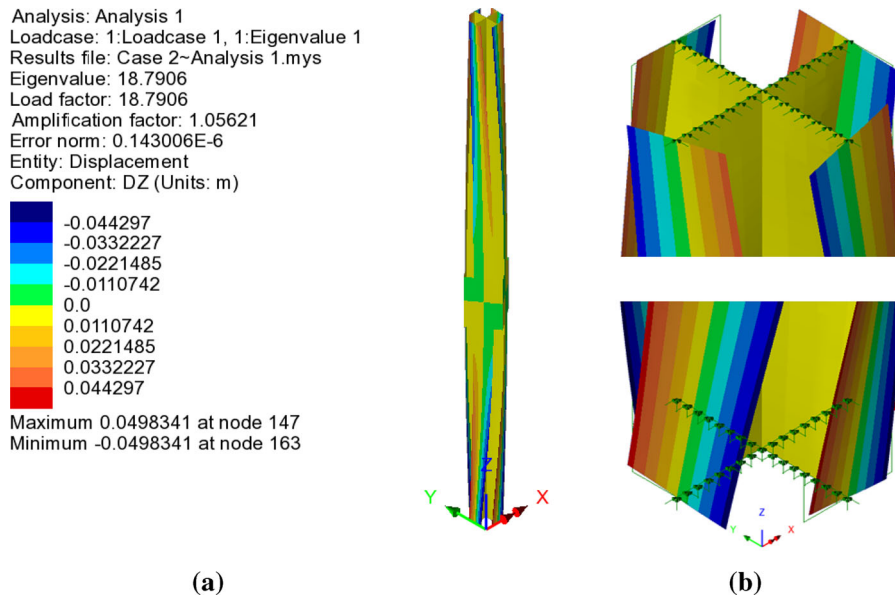 Analysis: Analysis 1
Loadcase: 1:Loadcase 1, 1:Eigenvalue 1
Results file: Case 2~Analysis 1.mys
Eigenvalue: 18.7906
Load factor: 18.7906
Amplification factor: 1.05621
Error norm: 0.143006E-6
Entity: Displacement
Component: DZ (Units: m)
-0.044297
-0.0332227
-0.0221485
-0.0110742
0.0
0.0110742
0.0221485
0.0332227
0.044297
Maximum 0.0498341 at node 147
Minimum -0.0498341 at node 163
Z
Y
X
Z
Y
X
(a)
(b)